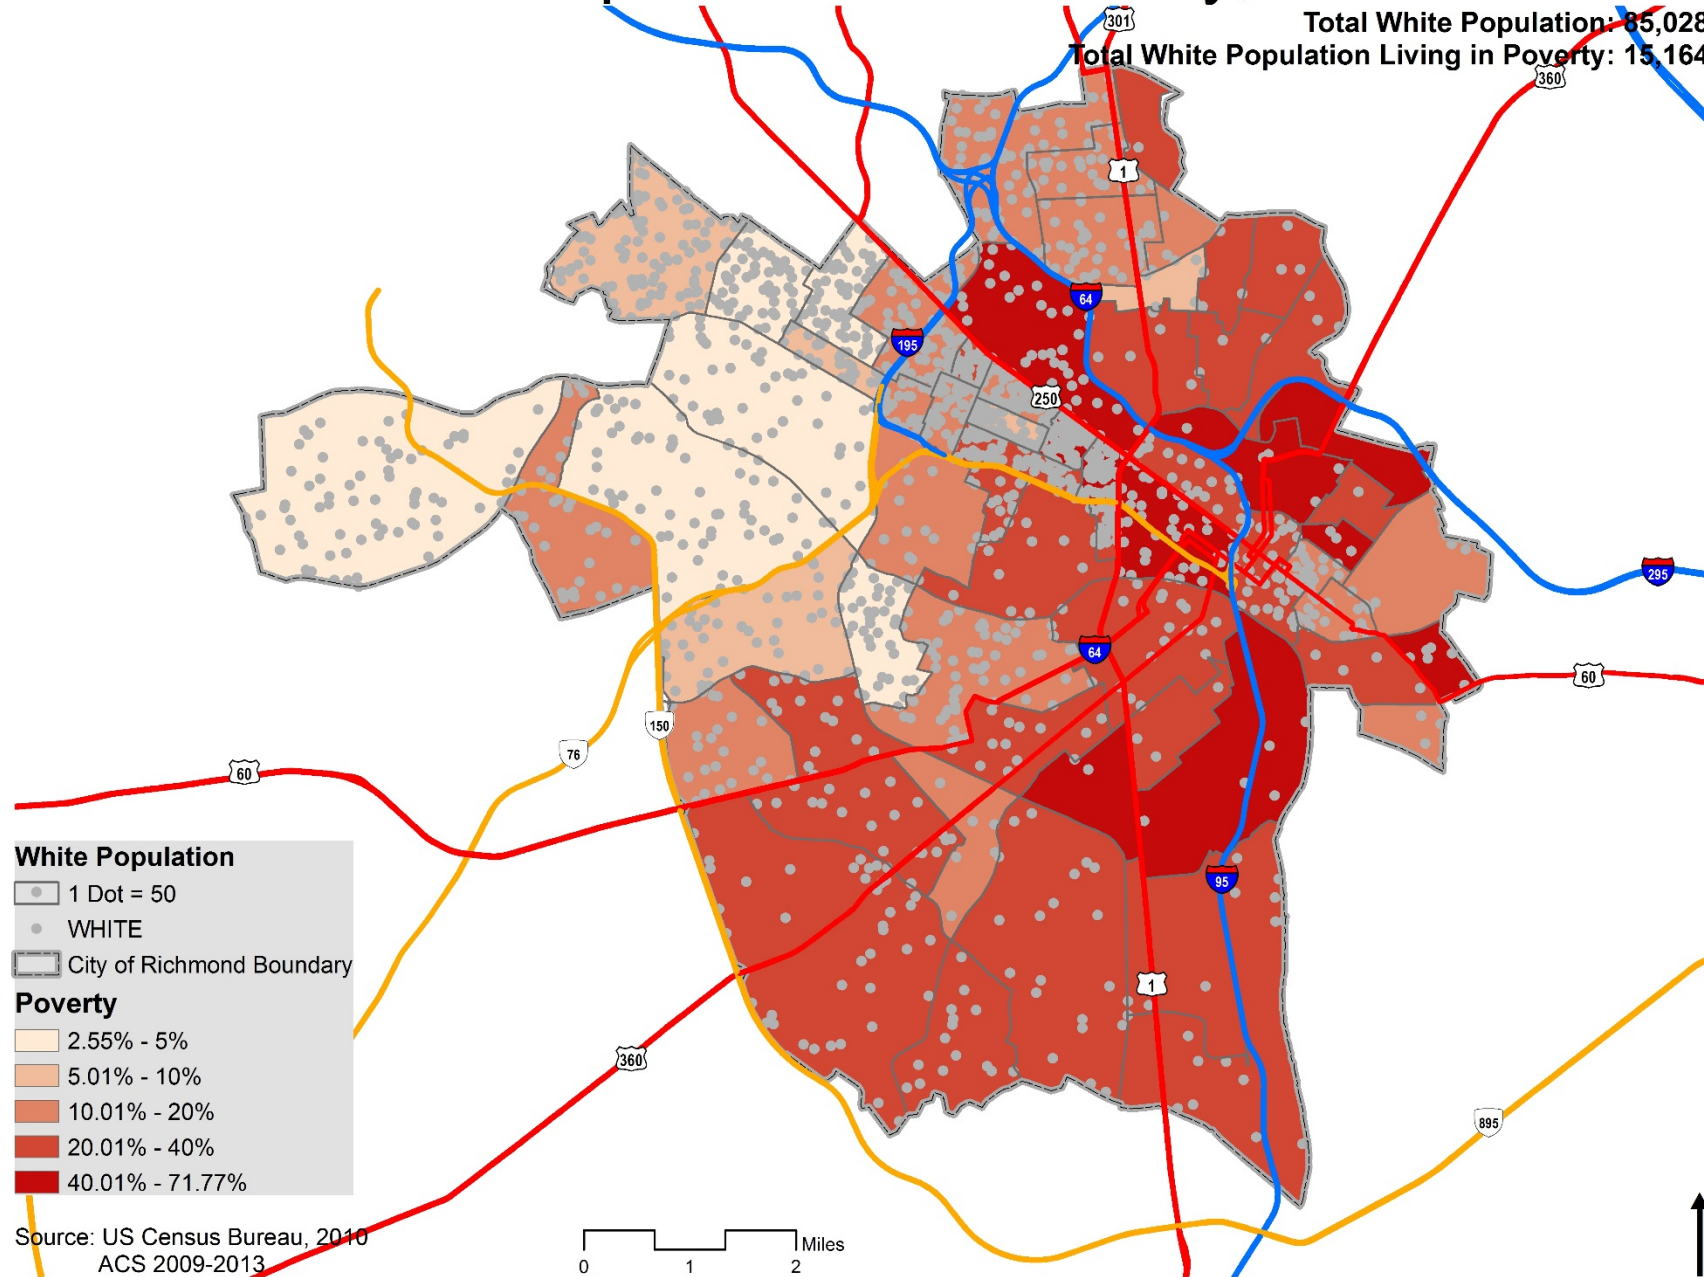 Total White Population: 85,028
Total White Population Living in Poverty: 15,164
301
360
1
64
195
250
295
64
60
150
76
60
95
1
360
895
White Population
1 Dot = 50
WHITE
City of Richmond Boundary
Poverty
2.55% - 5%
5.01% - 10%
10.01% - 20%
20.01% - 40%
40.01% - 71.77%
Source: US Census Bureau, 2010
ACS 2009-2013
Miles
0 1 2